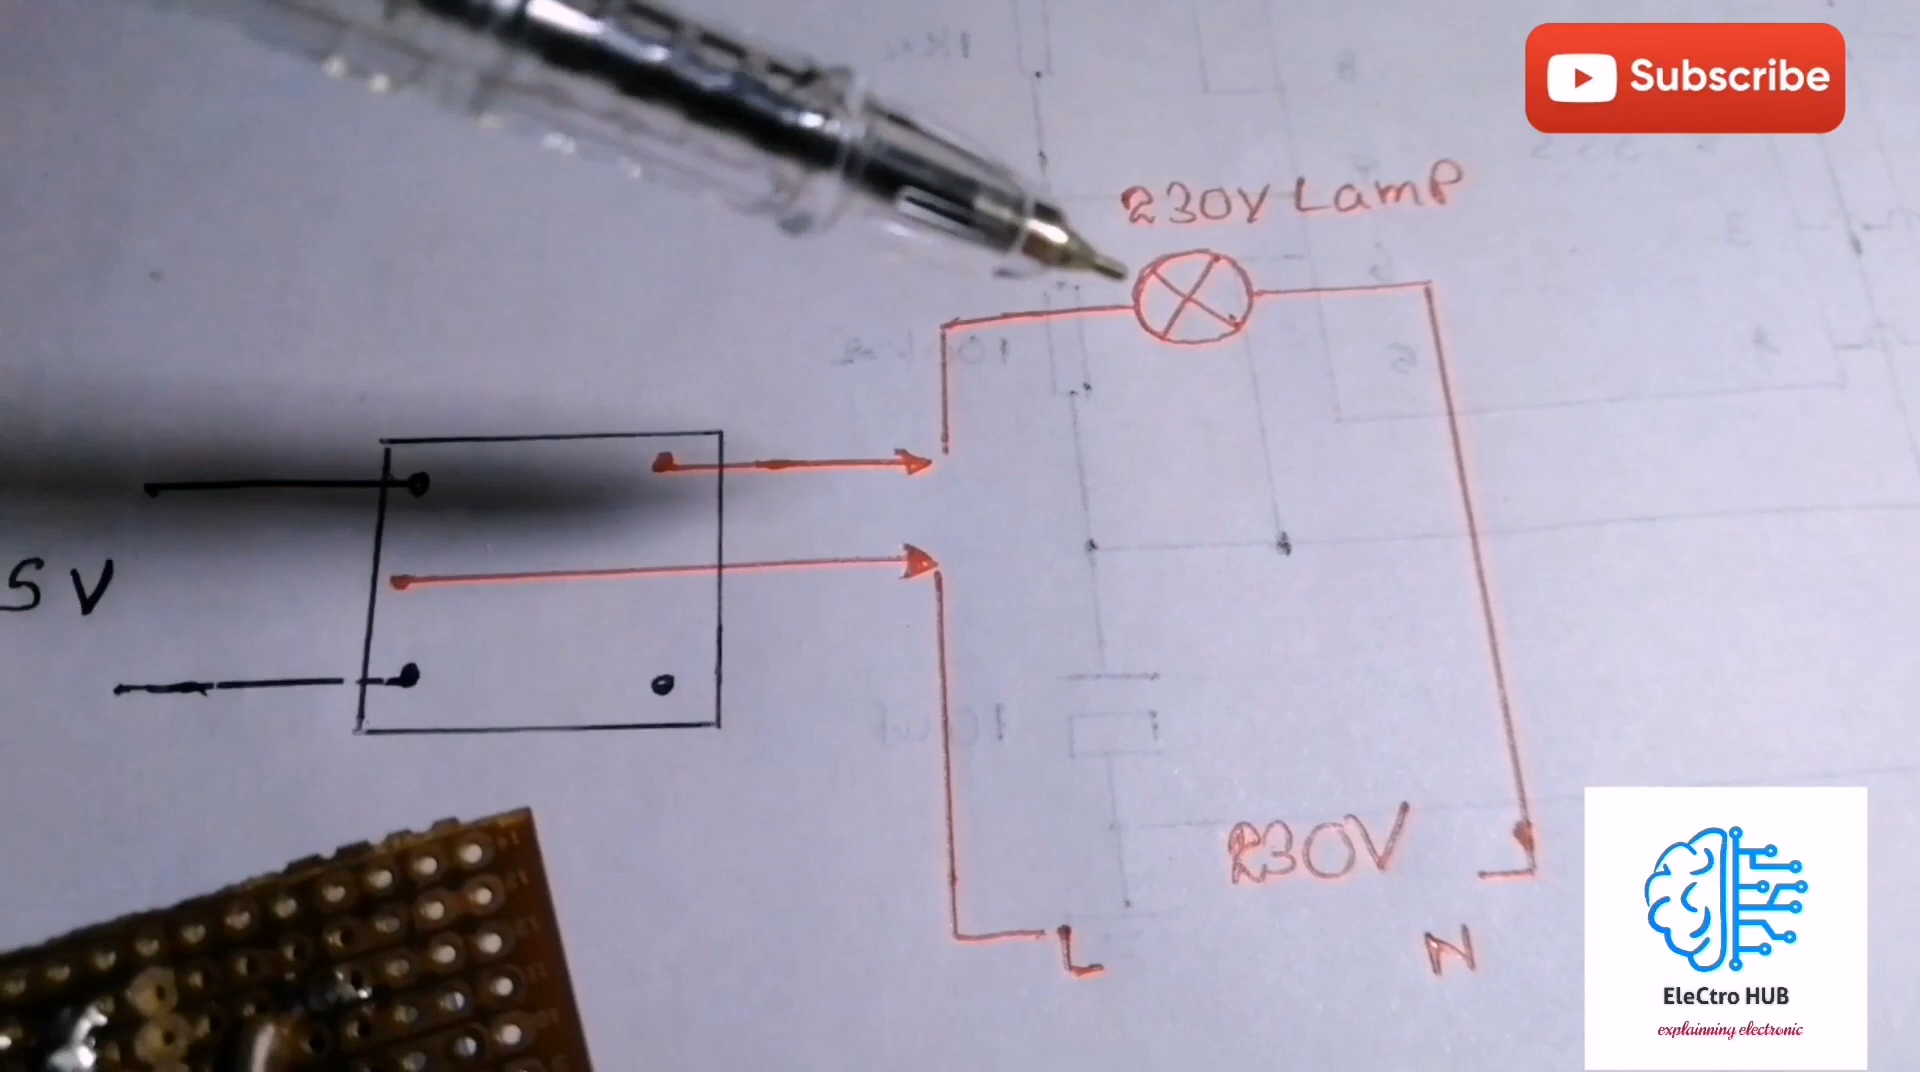 Subscribe
230V Lamp
5V
230V
L
N
EleCtro HUB
explainning electronic